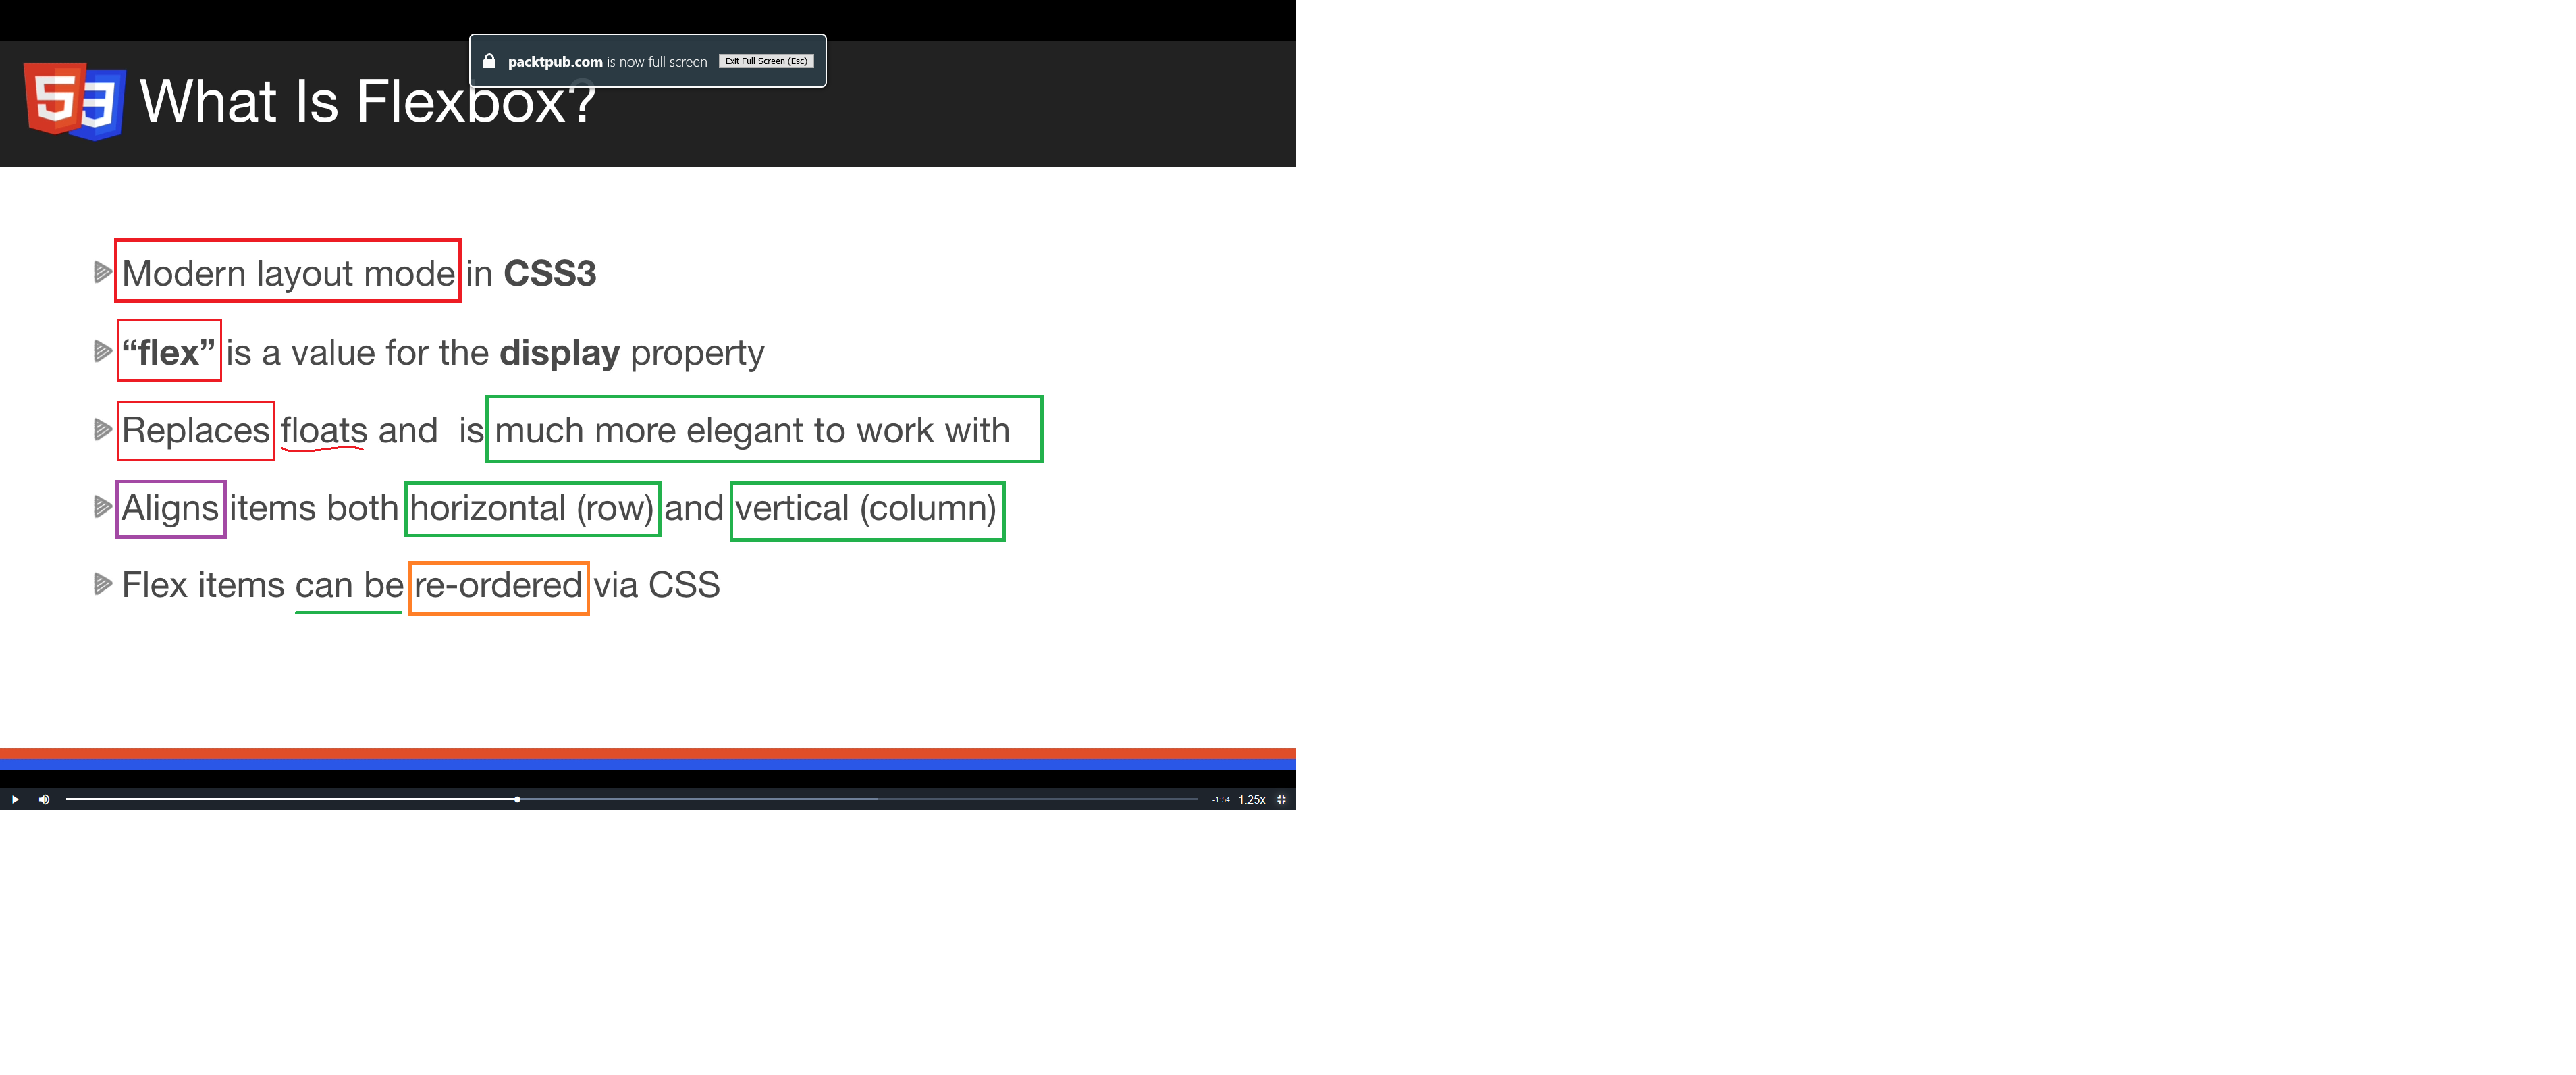 packtpub.com is now full screen Exit Full Screen (Esc)
5 3 What Is Flexbox?
Modern layout mode in CSS3
“flex” is a value for the display property
Replaces floats and is much more elegant to work with
Aligns items both horizontal (row) and vertical (column)
Flex items can be re-ordered via CSS
-1:54 1.25x